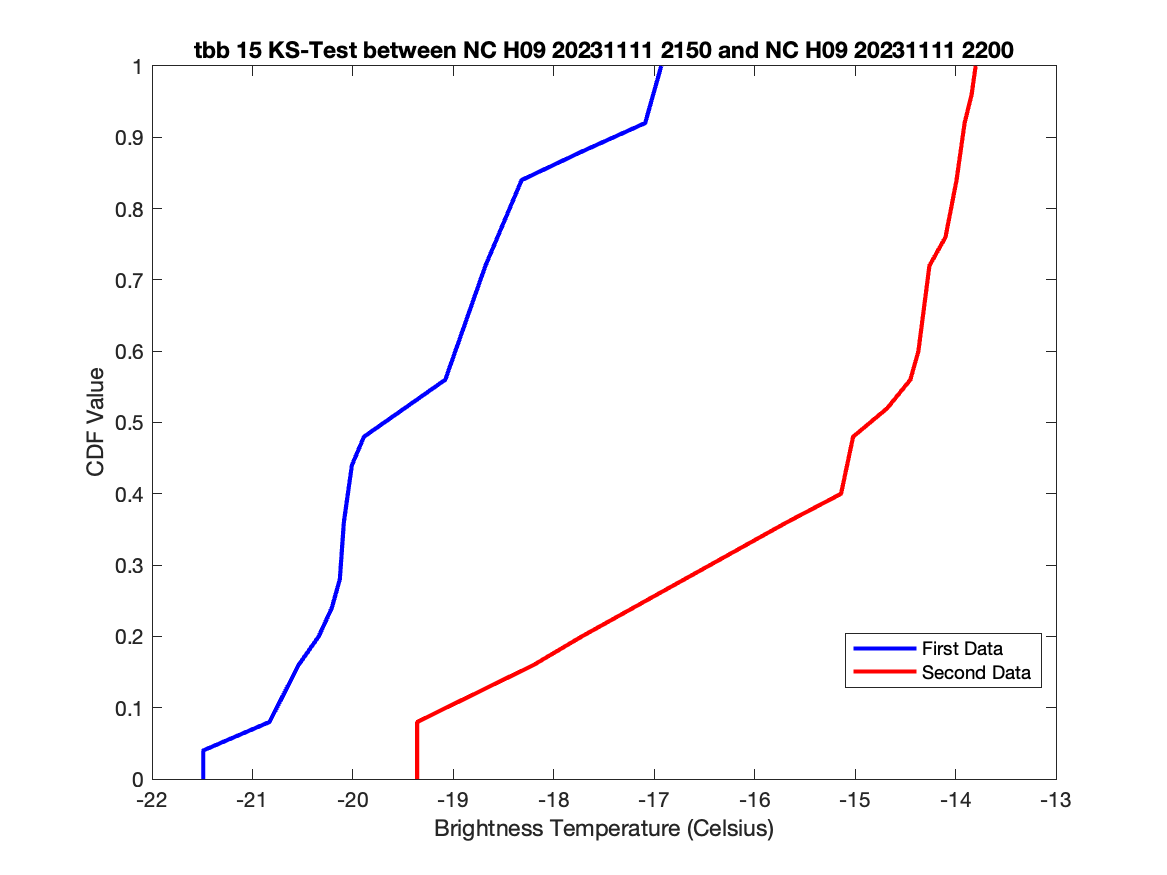 tbb 15 KS-Test between NC H09 20231111 2150 and NC H09 20231111 2200
1
0.9
0.8
0.7
0.6
0.5
0.4
0.3
0.2
0.1
0
CDF Value
First Data
Second Data
-22 -21 -20 -19 -18 -17 -16 -15 -14 -13
Brightness Temperature (Celsius)